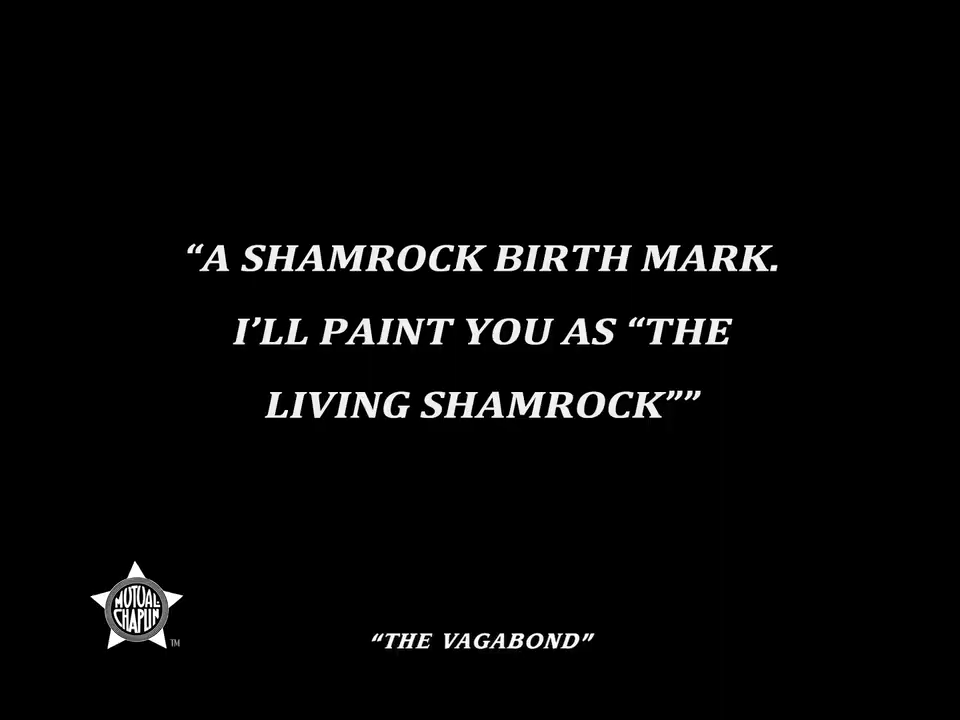 “A SHAMROCK BIRTH MARK.
I’LL PAINT YOU AS “THE
LIVING SHAMROCK””
MUTUAL-
CHAPLIN
TM
“THE VAGABOND”